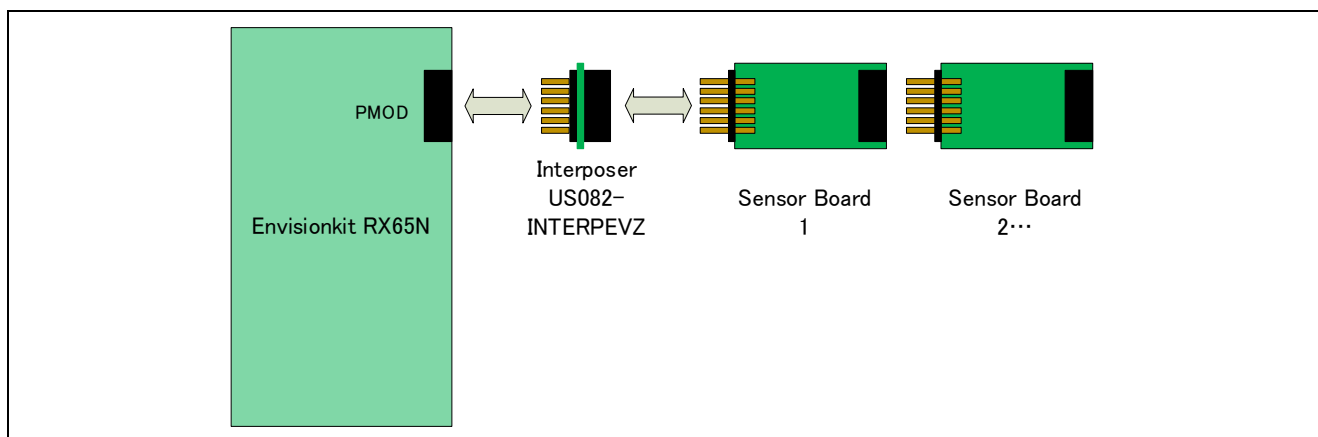 PMOD
Envisionkit RX65N
Interposer
US082-
INTERPEVZ
Sensor Board
1
Sensor Board
2…